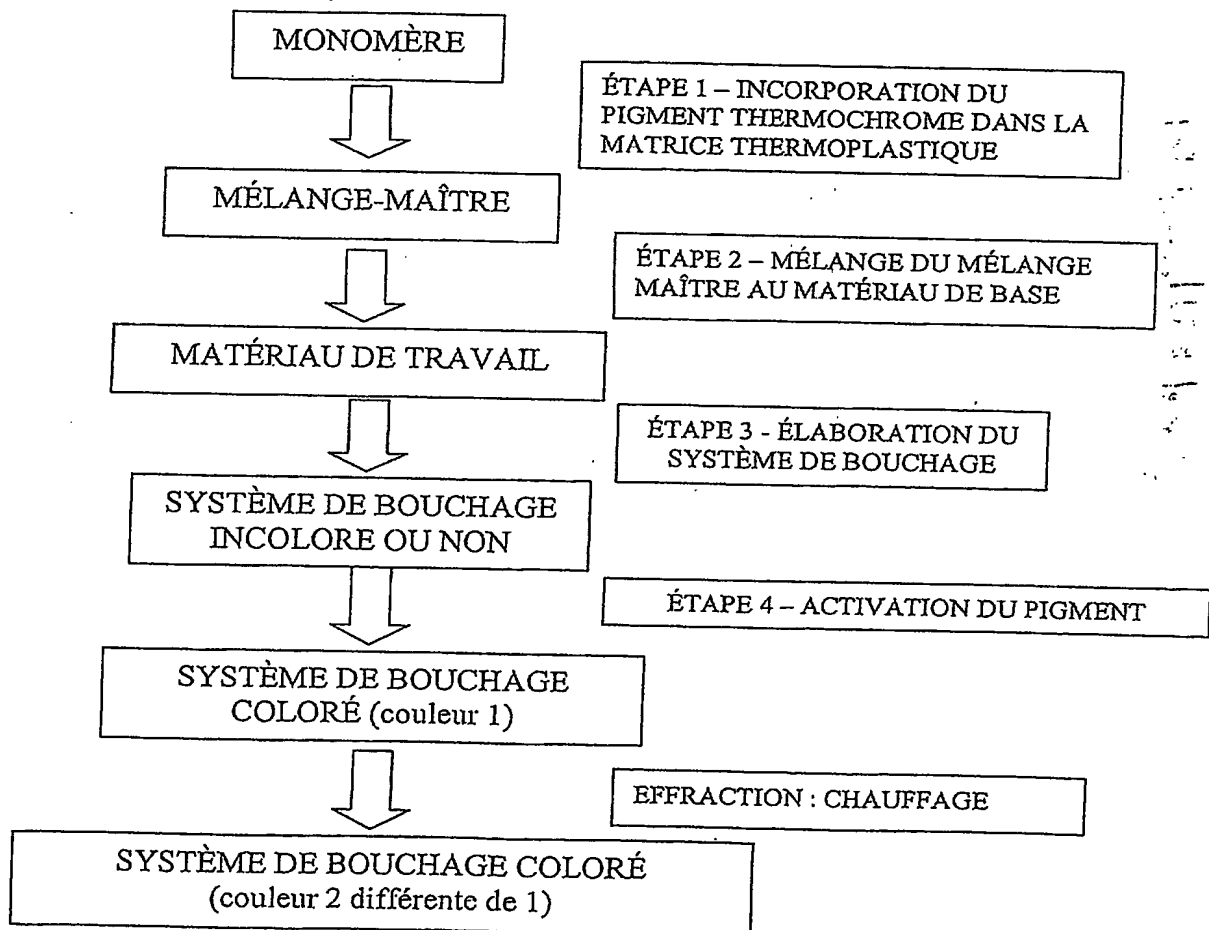 MONOMÈRE
ÉTAPE 1 – INCORPORATION DU
PIGMENT THERMOCHROME DANS LA
MATRICE THERMOPLASTIQUE
MÉLANGE-MAÎTRE
ÉTAPE 2 – MÉLANGE DU MÉLANGE
MAÎTRE AU MATÉRIAU DE BASE
MATÉRIAU DE TRAVAIL
ÉTAPE 3 - ÉLABORATION DU
SYSTÈME DE BOUCHAGE
SYSTÈME DE BOUCHAGE
INCOLORE OU NON
ÉTAPE 4 – ACTIVATION DU PIGMENT
SYSTÈME DE BOUCHAGE
COLORÉ (couleur 1)
EFFRACTION : CHAUFFAGE
SYSTÈME DE BOUCHAGE COLORÉ
(couleur 2 différente de 1)